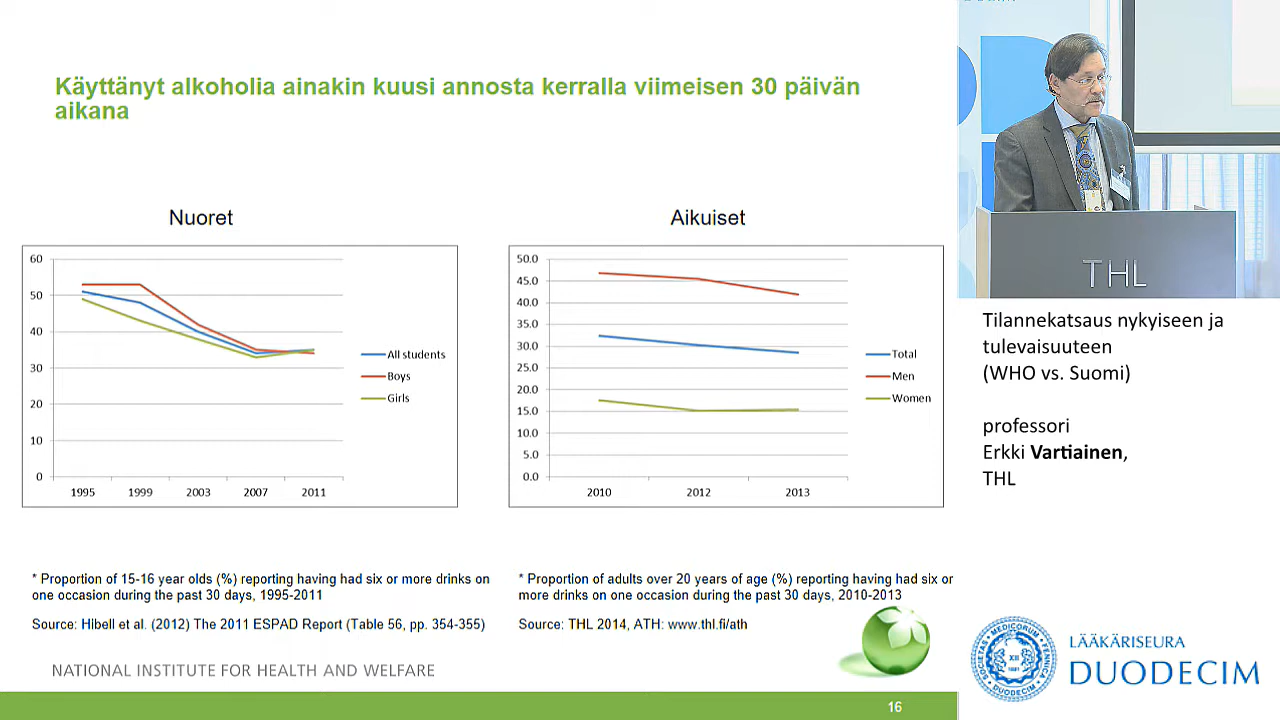 Käyttänyt alkoholia ainakin kuusi annosta kerralla viimeisen 30 päivän
aikana
Nuoret
60
50
40
30
20
10
0
1995 1999 2003 2007 2011
All students
Boys
Girls
Aikuiset
50.0
45.0
40.0
35.0
30.0
25.0
20.0
15.0
10.0
5.0
0.0
2010 2012 2013
Total
Men
Women
* Proportion of 15-16 year olds (%) reporting having had six or more drinks on
one occasion during the past 30 days, 1995-2011
Source: Hibell et al. (2012) The 2011 ESPAD Report (Table 56, pp. 354-355)
* Proportion of adults over 20 years of age (%) reporting having had six or
more drinks on one occasion during the past 30 days, 2010-2013
Source: THL 2014, ATH: www.thl.fi/ath
NATIONAL INSTITUTE FOR HEALTH AND WELFARE
16
THL
Tilannekatsaus nykyiseen ja
tulevaisuuteen
(WHO vs. Suomi)
professori
Erkki Vartiainen,
THL
LÄÄKÄRISEURA
DUODECIM